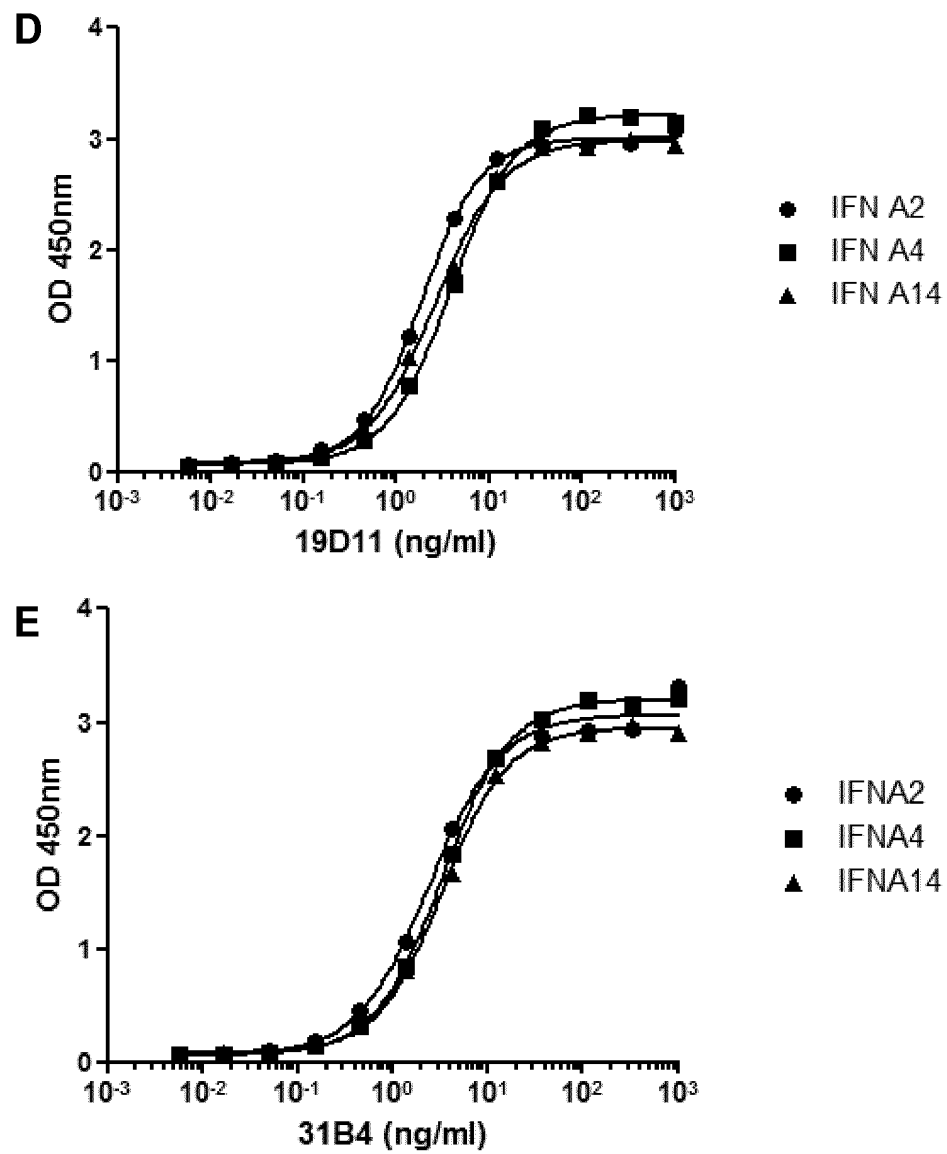 D
4
3
2
1
0
OD 450nm
10-3 10-2 10-1 100 101 102 103
19D11 (ng/ml)
IFN A2
IFN A4
IFN A14
E
4
3
2
1
0
OD 450nm
10-3 10-2 10-1 100 101 102 103
31B4 (ng/ml)
IFNA2
IFNA4
IFNA14